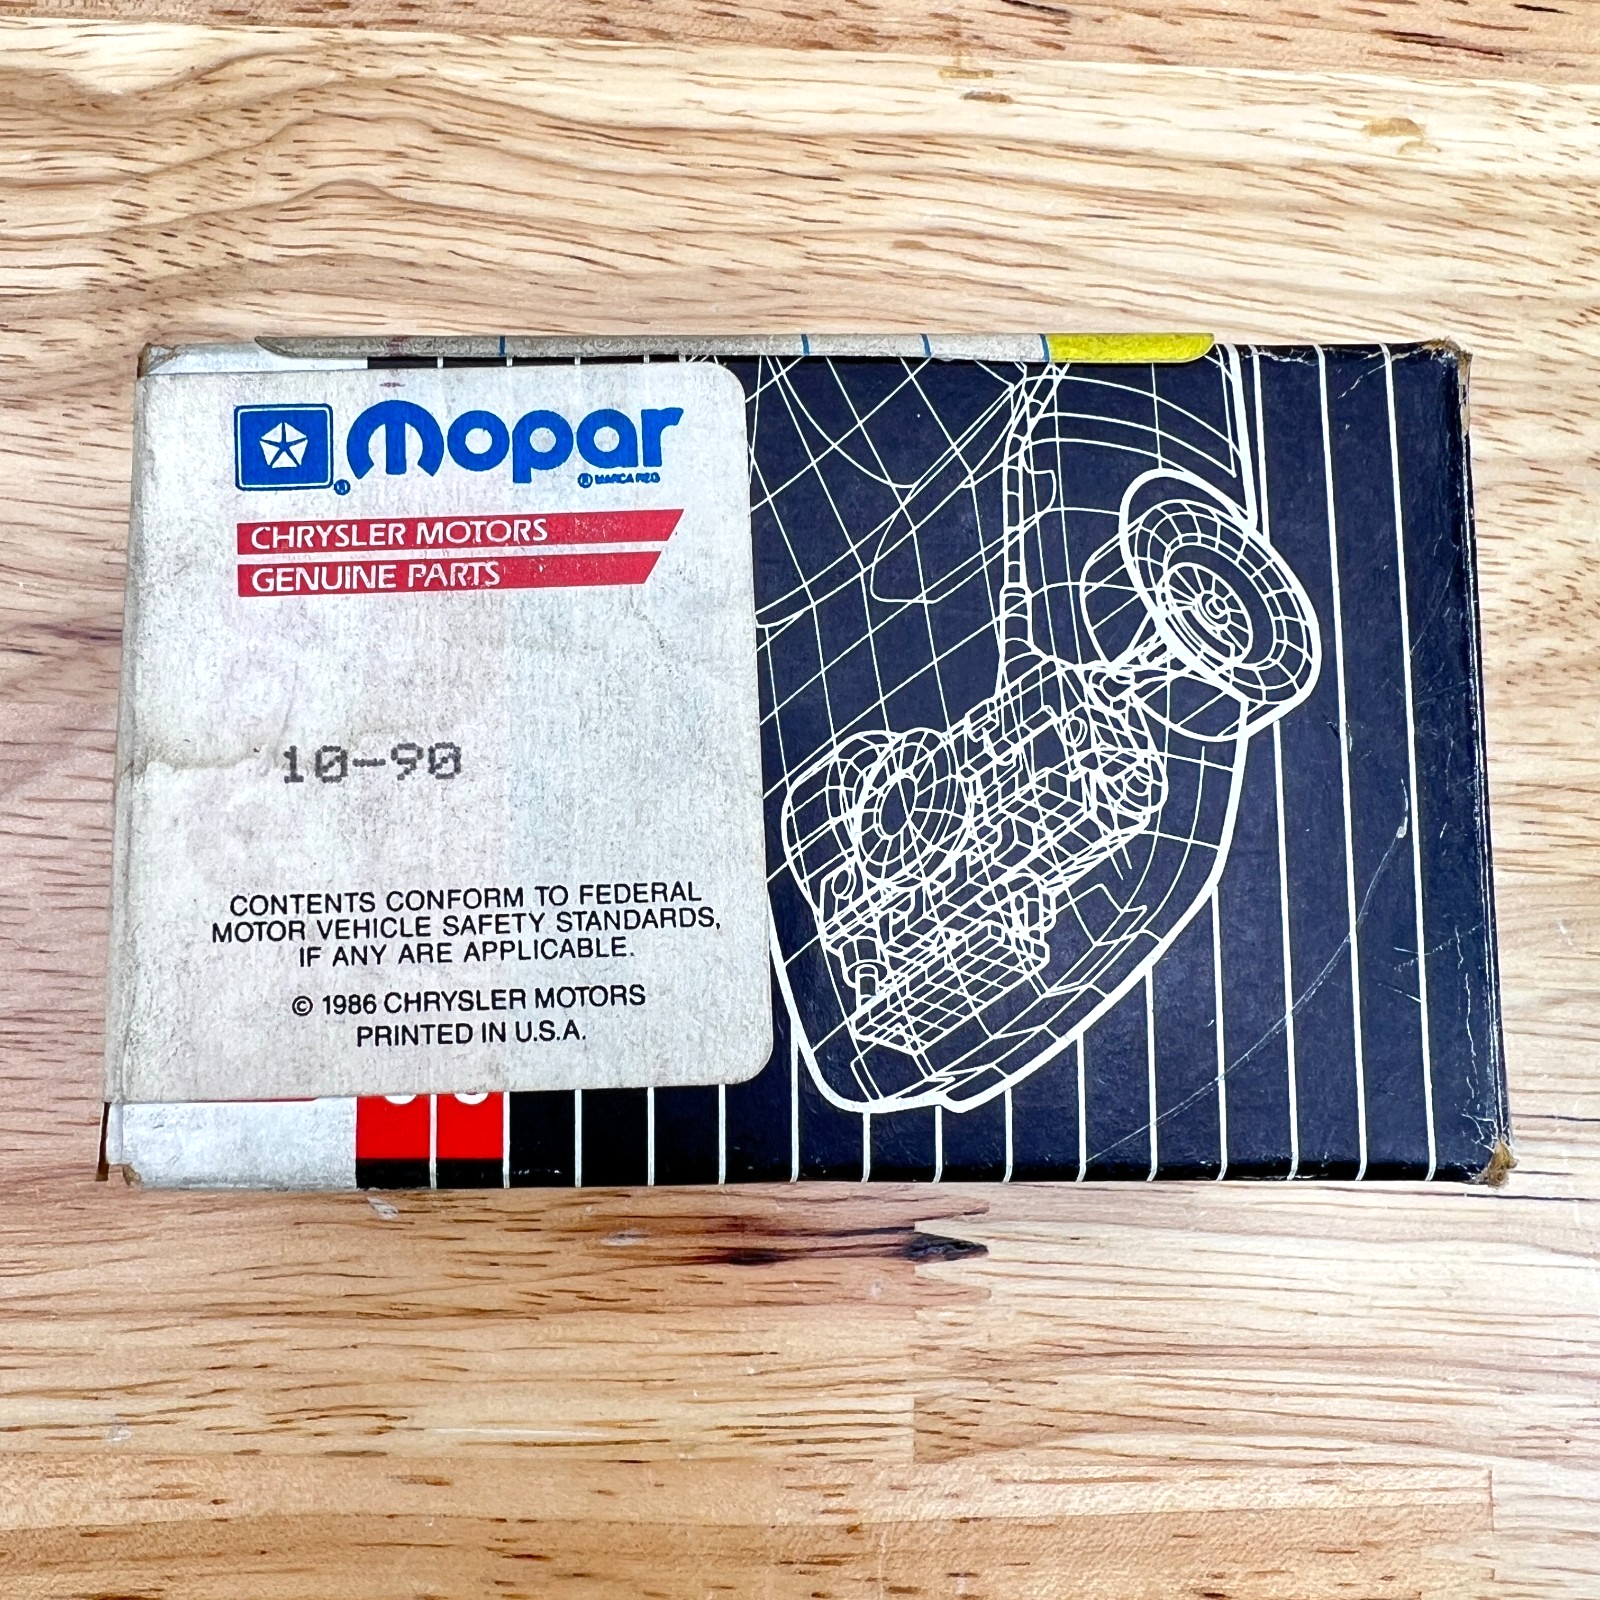 Mopar
® MARCA REG
CHRYSLER MOTORS
GENUINE PARTS
10-90
CONTENTS CONFORM TO FEDERAL
MOTOR VEHICLE SAFETY STANDARDS,
IF ANY ARE APPLICABLE.
© 1986 CHRYSLER MOTORS
PRINTED IN U.S.A.